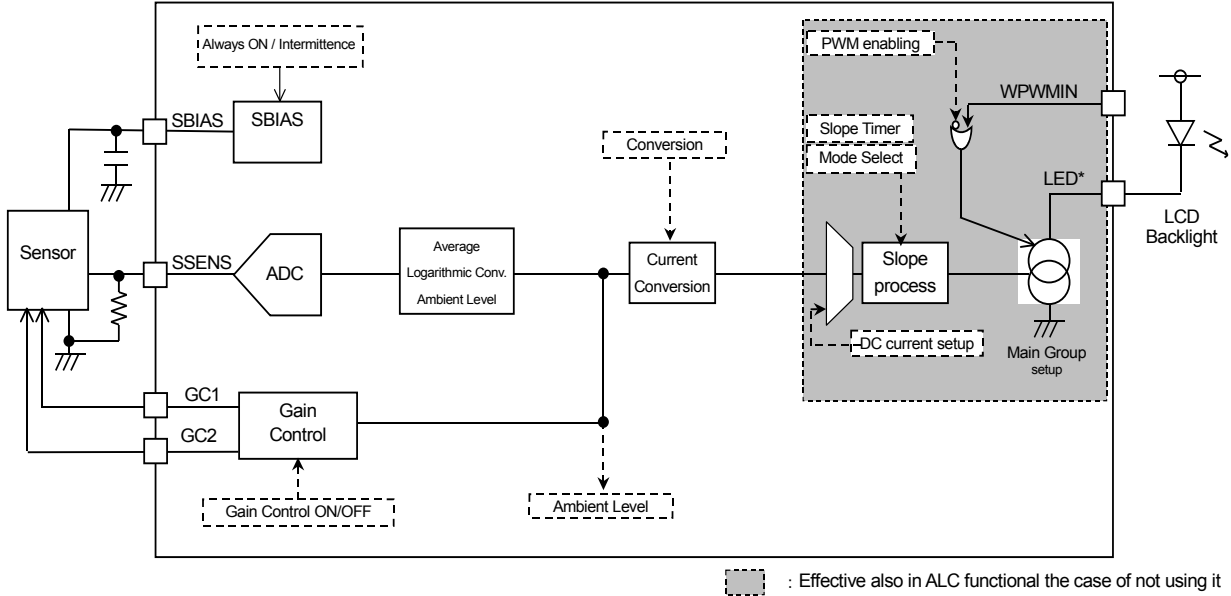 Always ON / Intermittence
SBIAS
SBIAS
Sensor
SSENS
ADC
Average
Logarithmic Conv.
Ambient Level
Conversion
Current
Conversion
PWM enabling
WPWMIN
Slope Timer
Mode Select
LED*
LCD
Backlight
Slope
process
DC current setup
Main Group
setup
GC1
GC2
Gain
Control
Gain Control ON/OFF
Ambient Level
: Effective also in ALC functional the case of not using it